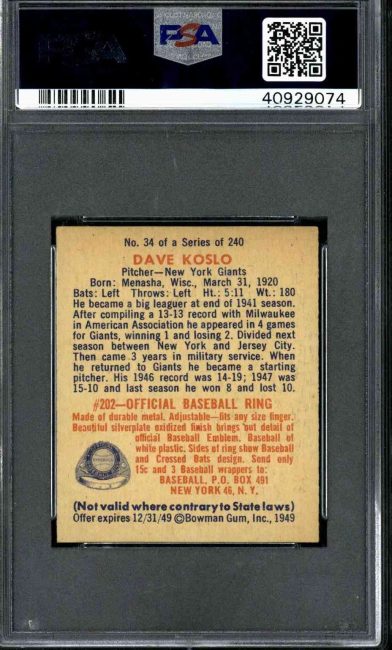 PSA
40929074
No. 34 of a Series of 240
DAVE KOSLO
Pitcher—New York Giants
Born: Menasha, Wisc., March 31, 1920
Bats: Left Throws: Left Ht.: 5:11 Wt.: 180
He became a big leaguer at end of 1941 season.
After compiling a 13-13 record with Milwaukee
in American Association he appeared in 4 games
for Giants, winning 1 and losing 2. Divided next
season between New York and Jersey City.
Then came 3 years in military service. When
he returned to Giants he became a starting
pitcher. His 1946 record was 14-19; 1947 was
15-10 and last season he won 8 and lost 10.
#202—OFFICIAL BASEBALL RING
Made of durable metal. Adjustable—fits any size finger.
Beautiful silverplate oxidized finish brings out detail of
official Baseball Emblem. Baseball of
white plastic. Sides of ring show Baseball
and Crossed Bats design. Send only
15c and 3 Baseball wrappers to:
BASEBALL, P.O. BOX 491
NEW YORK 46, N. Y.
(Not valid where contrary to State laws)
Offer expires 12/31/49 ©Bowman Gum, Inc., 1949